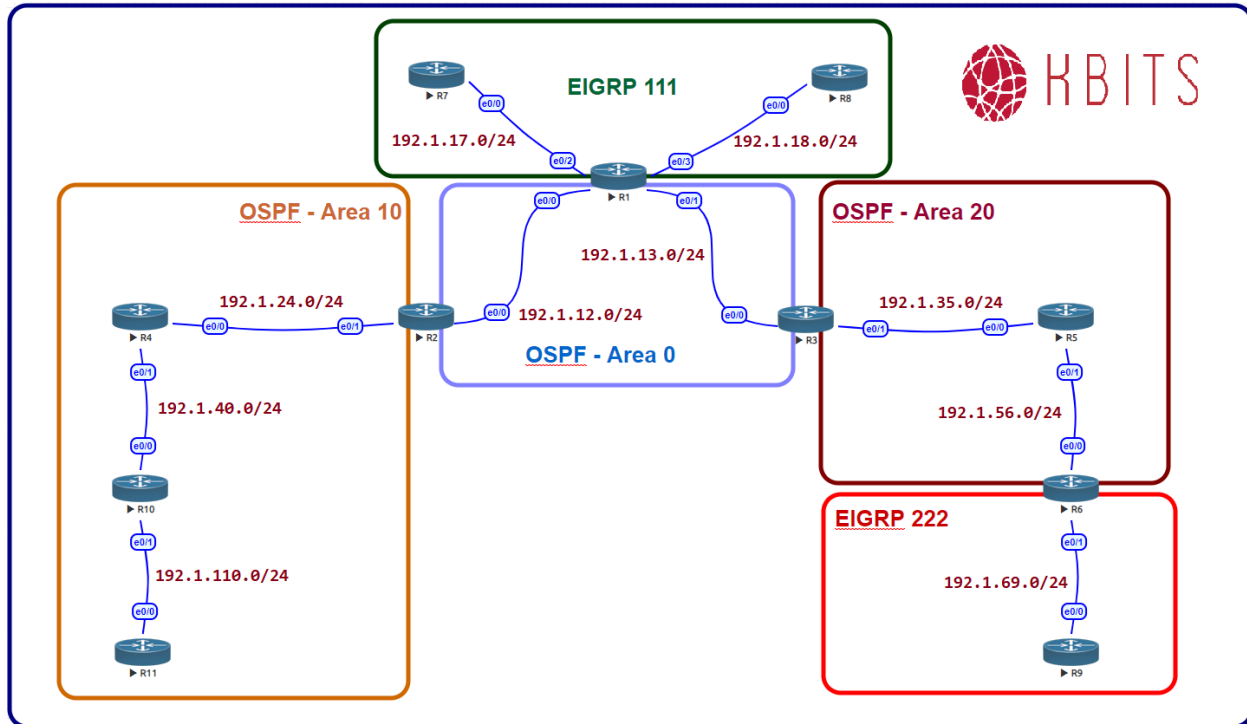 KBITS
EIGRP 111
R7
R8
e0/0
e0/0
192.1.17.0/24
192.1.18.0/24
e0/2
e0/3
R1
OSPF - Area 10
e0/0
e0/1
OSPF - Area 20
192.1.13.0/24
192.1.24.0/24
192.1.35.0/24
e0/0
e0/1
e0/0
192.1.12.0/24
e0/0
e0/1
e0/0
R4
R2
R3
R5
OSPF - Area 0
e0/1
e0/1
192.1.40.0/24
192.1.56.0/24
e0/0
e0/0
R10
R6
EIGRP 222
e0/1
e0/1
192.1.110.0/24
192.1.69.0/24
e0/0
e0/0
R11
R9